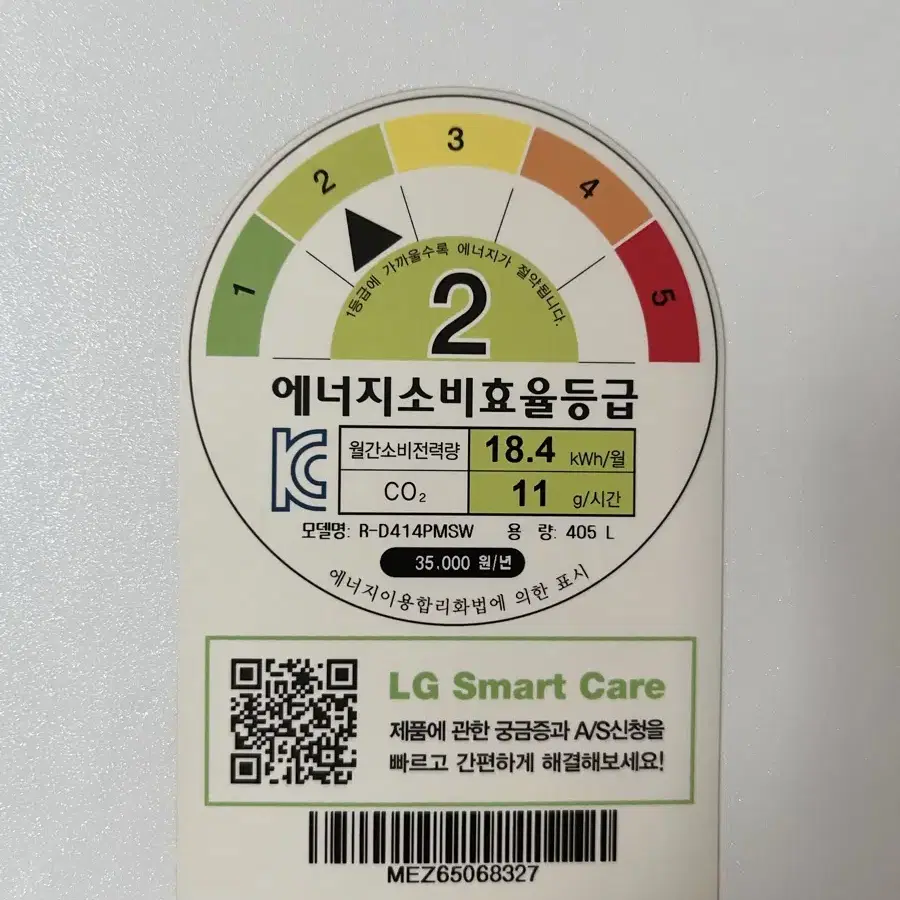 1
2
3
4
5
1등급에 가까울수록 에너지가 절약됩니다.
2
에너지소비효율등급
KC
월간소비전력량 18.4 kWh/월
CO₂ 11 g/시간
모델명: R-D414PMSW 용 량: 405 L
35,000 원/년
에너지이용합리화법에 의한 표시
LG Smart Care
제품에 관한 궁금증과 A/S신청을
빠르고 간편하게 해결해보세요!
MEZ65068327